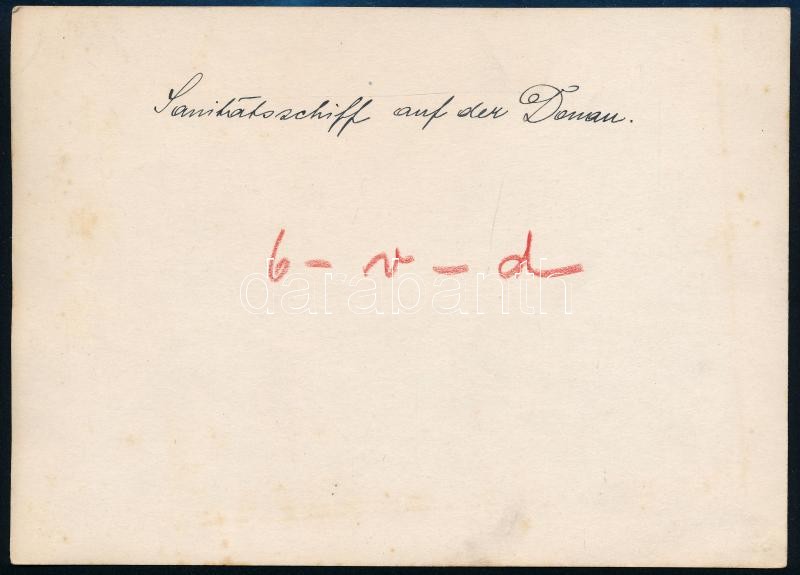 Sanitätsschiff auf der Donau.
6 - v - d
darabanth